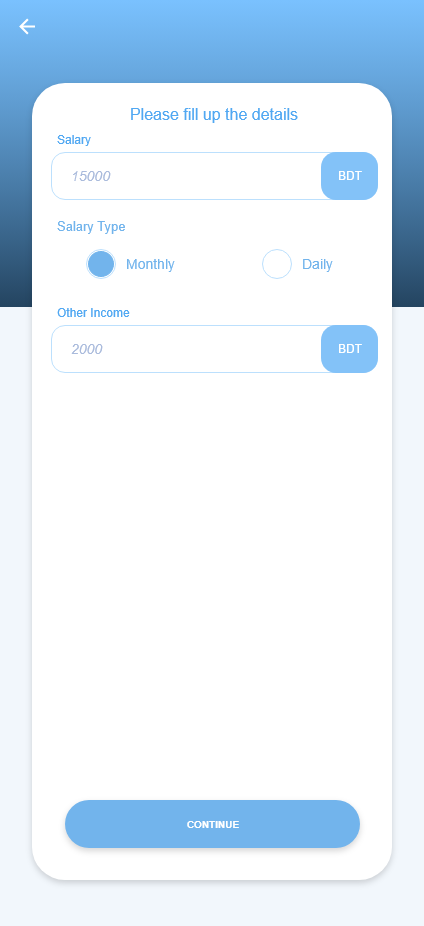 Please fill up the details
Salary
15000 BDT
Salary Type
Monthly Daily
Other Income
2000 BDT
CONTINUE